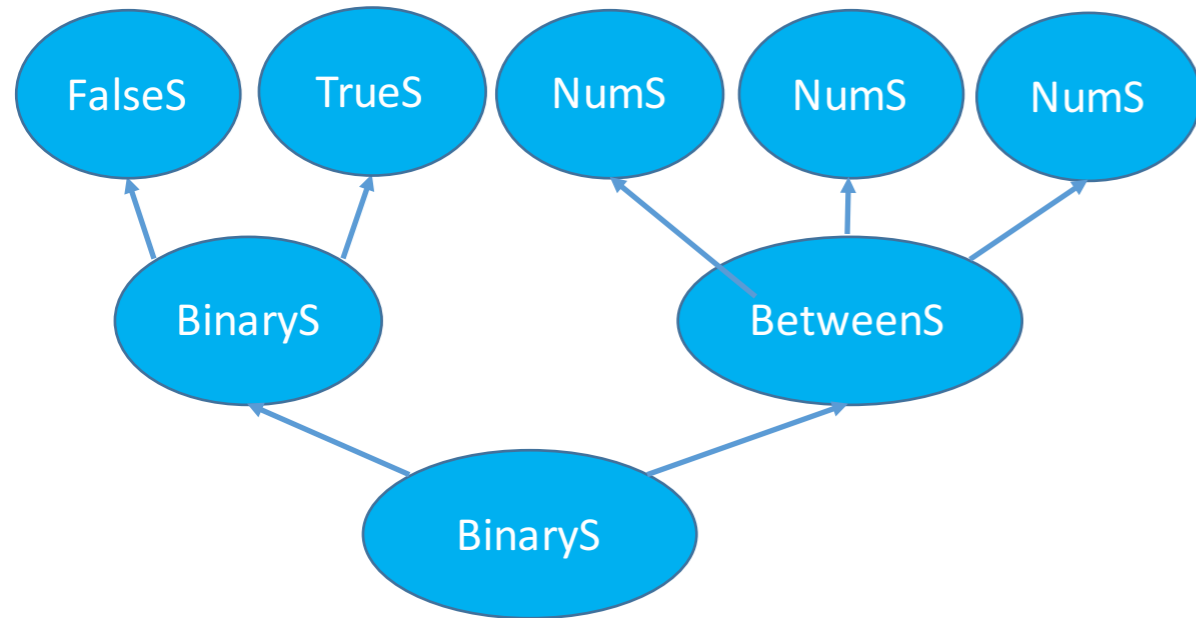 FalseS
TrueS
NumS
NumS
NumS
BinaryS
BetweenS
BinaryS